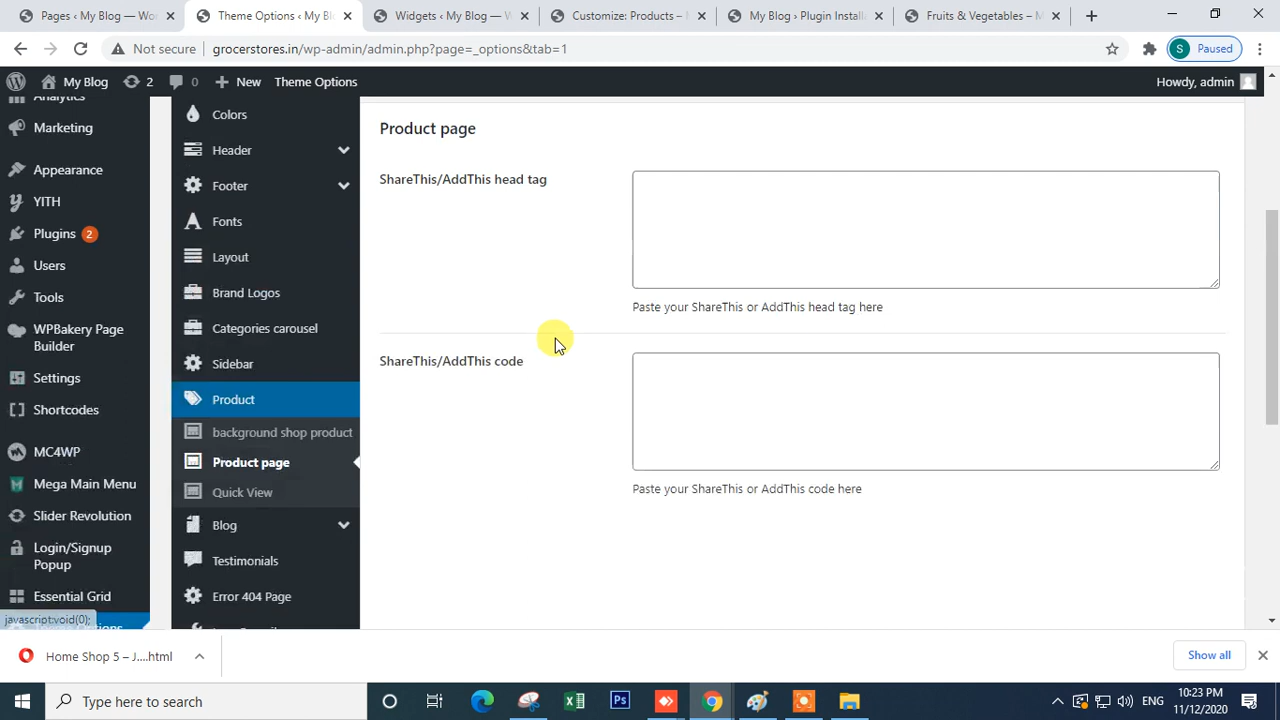 Pages ‹ My Blog — Wor
Theme Options ‹ My Bl
Widgets ‹ My Blog — W
Customize: Products –
My Blog › Plugin Install
Fruits & Vegetables – M
Not secure
grocerstores.in/wp-admin/admin.php?page=_options&tab=1
S
Paused
My Blog
2
0
New
Theme Options
Howdy, admin
Analytics
Marketing
Appearance
YITH
Plugins 2
Users
Tools
WPBakery Page
Builder
Settings
Shortcodes
MC4WP
Mega Main Menu
Slider Revolution
Login/Signup
Popup
Essential Grid
javascript:void(0);
Colors
Header
Footer
Fonts
Layout
Brand Logos
Categories carousel
Sidebar
Product
background shop product
Product page
Quick View
Blog
Testimonials
Error 404 Page
Product page
ShareThis/AddThis head tag
Paste your ShareThis or AddThis head tag here
ShareThis/AddThis code
Paste your ShareThis or AddThis code here
Home Shop 5 – J....html
Show all
Type here to search
Ps
ENG
10:23 PM
11/12/2020